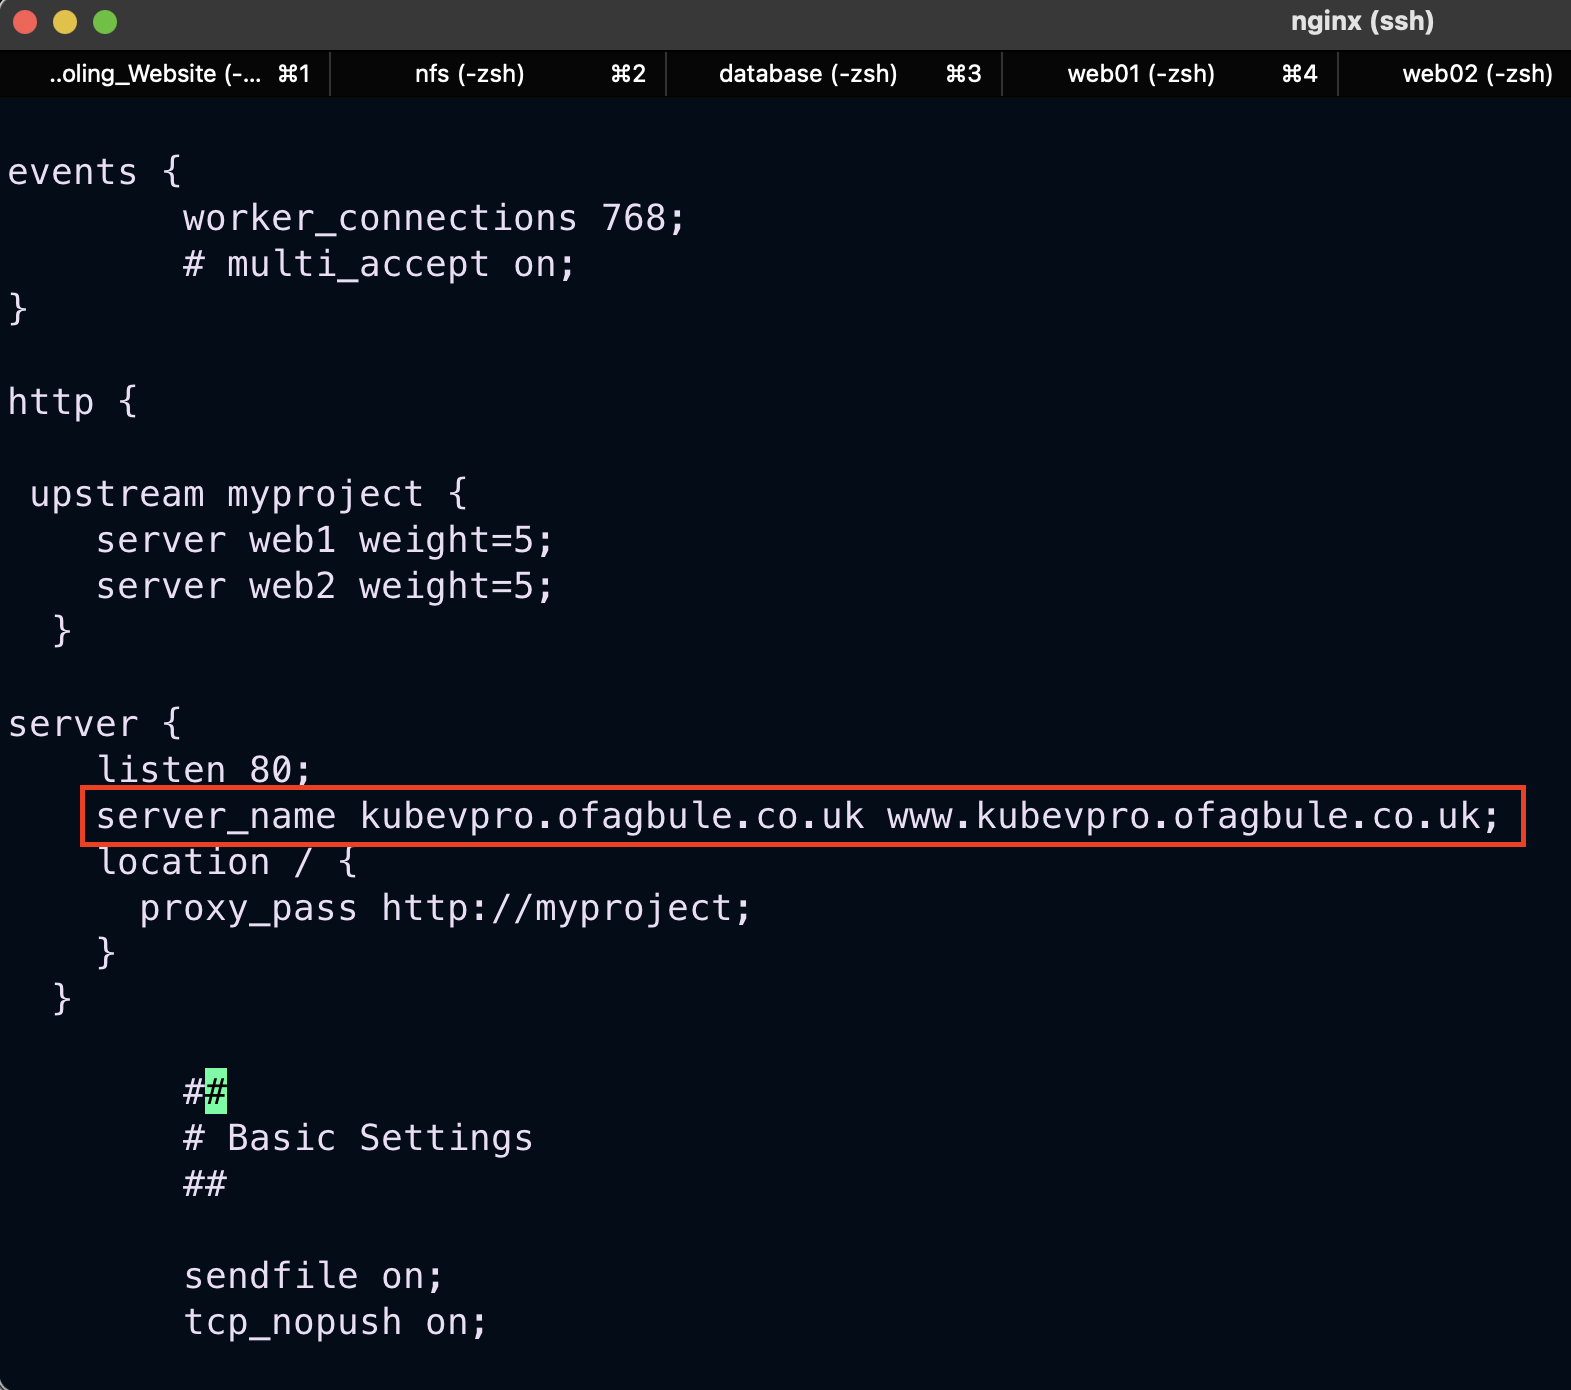 nginx (ssh)
..oling_Website (-... ⌘1 nfs (-zsh) ⌘2 database (-zsh) ⌘3 web01 (-zsh) ⌘4 web02 (-zsh)
events {
worker_connections 768;
# multi_accept on;
}
http {
upstream myproject {
server web1 weight=5;
server web2 weight=5;
}
server {
listen 80;
server_name kubevpro.ofagbule.co.uk www.kubevpro.ofagbule.co.uk;
location / {
proxy_pass http://myproject;
}
}
##
# Basic Settings
##
sendfile on;
tcp_nopush on;